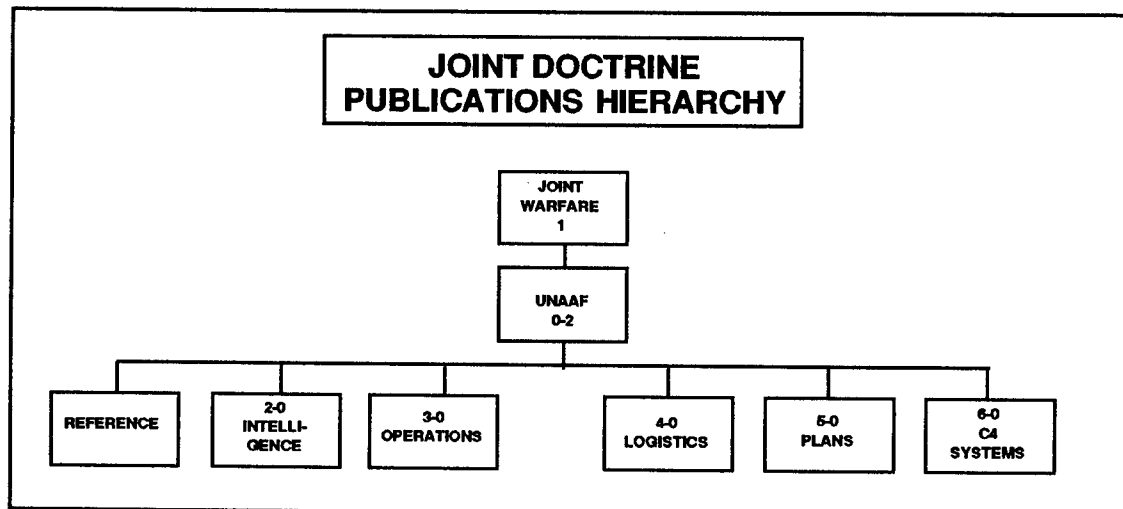 JOINT DOCTRINE
PUBLICATIONS HIERARCHY
JOINT
WARFARE
1
UNAAF
0-2
REFERENCE
2-0
INTELLI-
GENCE
3-0
OPERATIONS
4-0
LOGISTICS
5-0
PLANS
6-0
C4
SYSTEMS